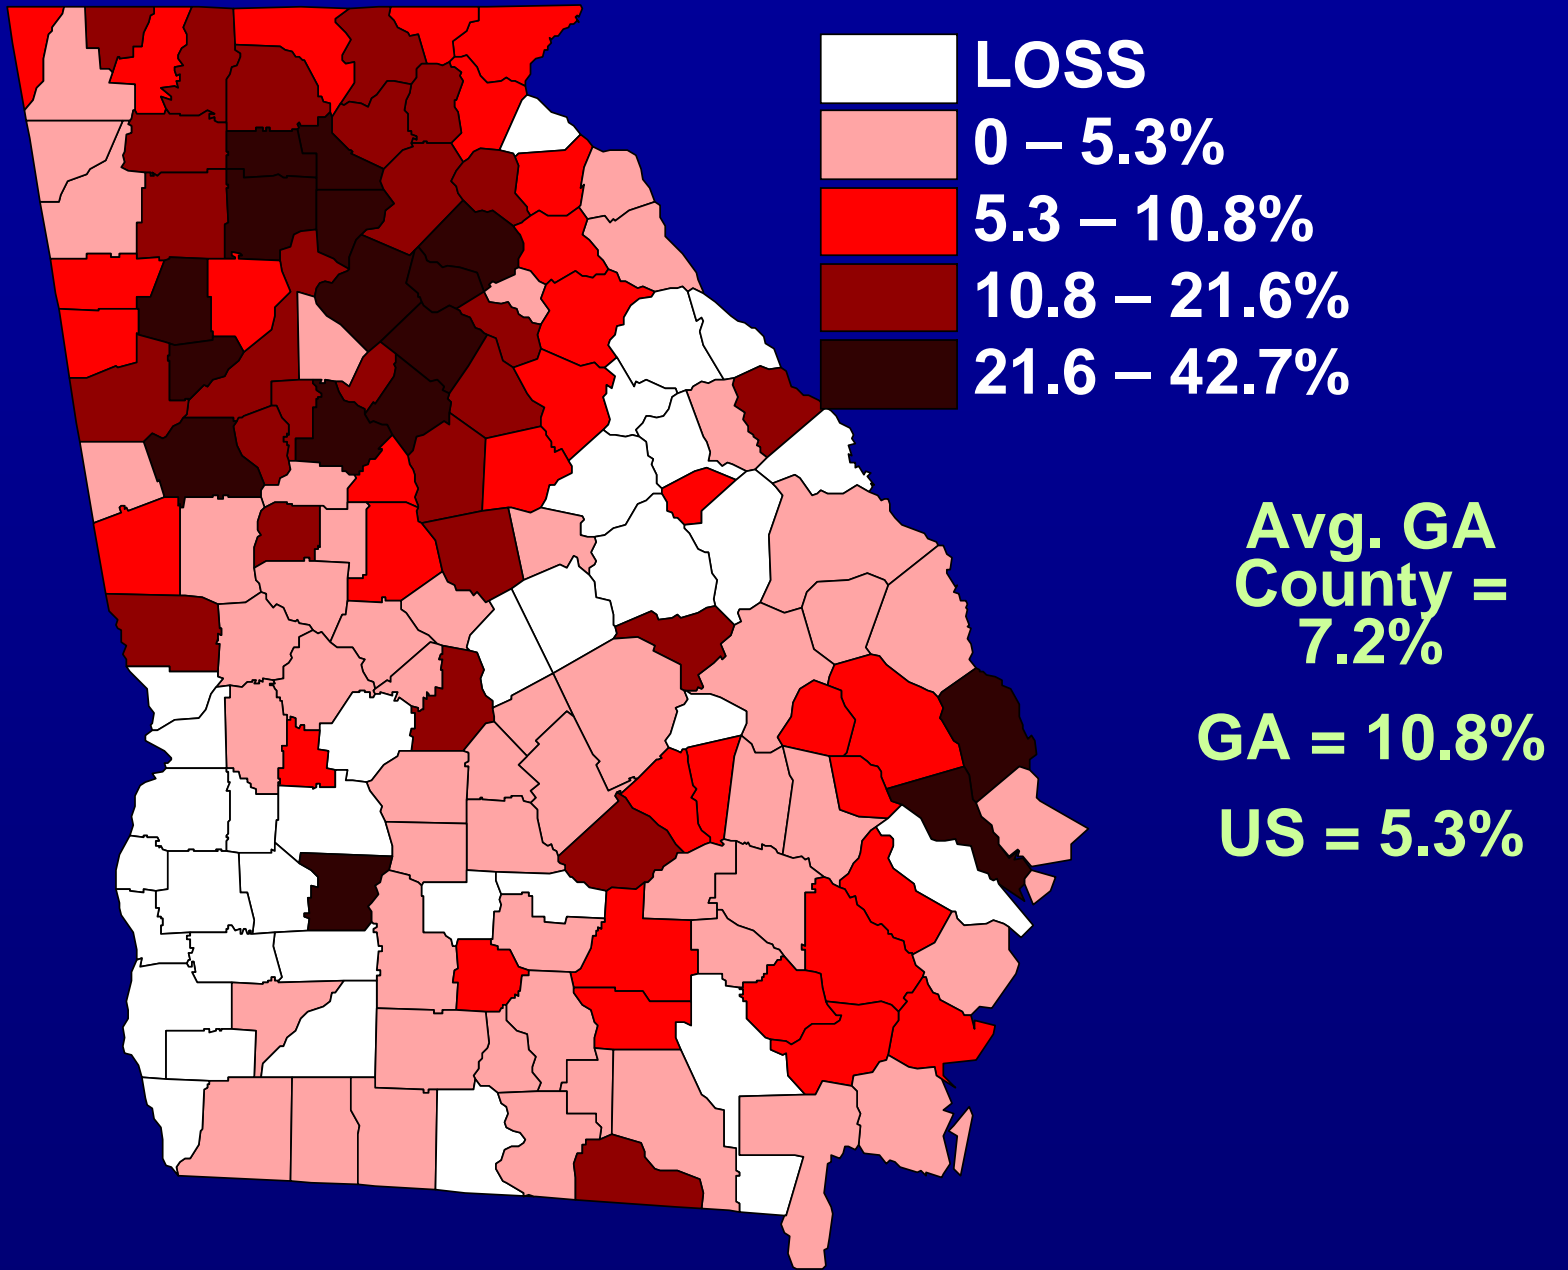 LOSS
0 – 5.3%
5.3 – 10.8%
10.8 – 21.6%
21.6 – 42.7%
Avg. GA
County =
7.2%
GA = 10.8%
US = 5.3%